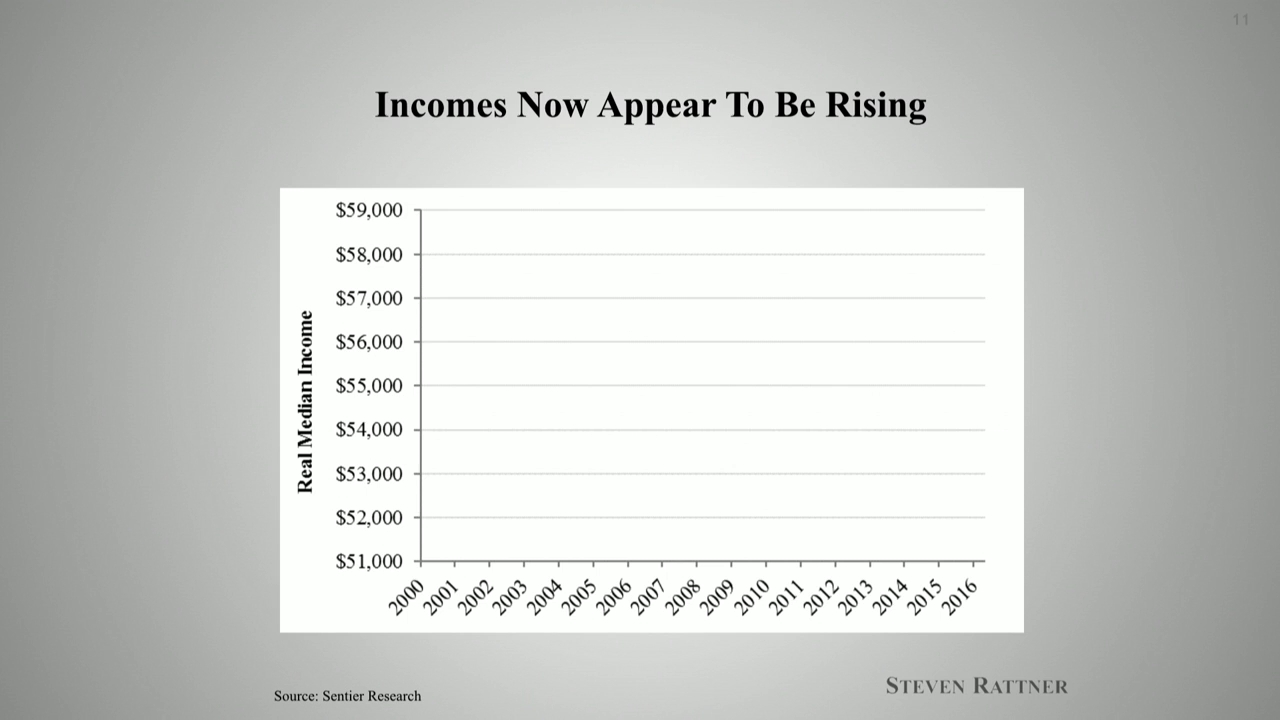 11
Incomes Now Appear To Be Rising
Real Median Income
$59,000
$58,000
$57,000
$56,000
$55,000
$54,000
$53,000
$52,000
$51,000
2000 2001 2002 2003 2004 2005 2006 2007 2008 2009 2010 2011 2012 2013 2014 2015 2016
Source: Sentier Research
STEVEN RATTNER